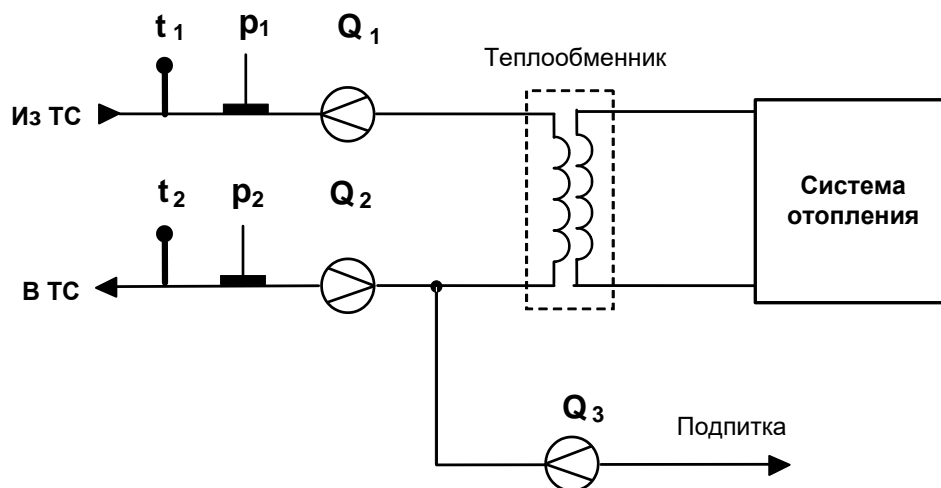 t 1
p1
Q 1
Теплообменник
Из ТС
t 2
p2
Q 2
Система
отопления
В ТС
Q 3
Подпитка